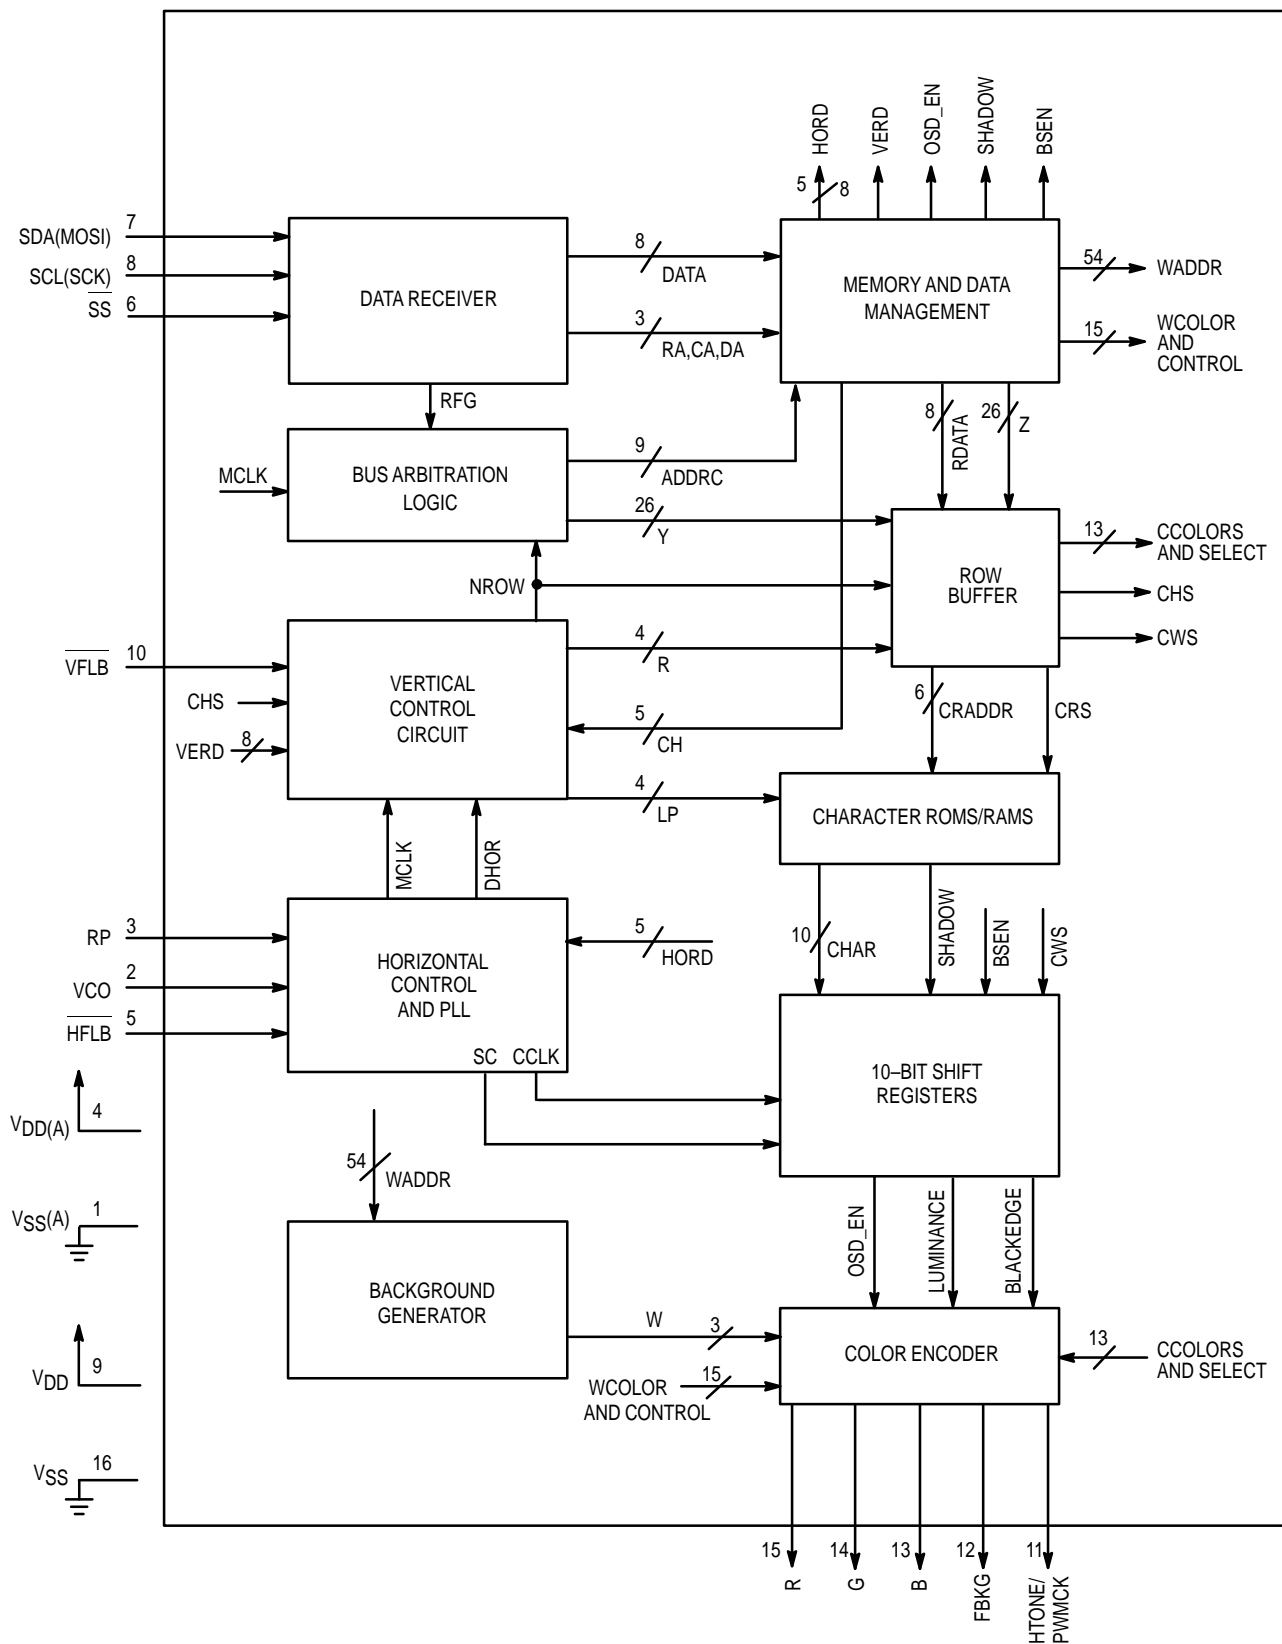 HORD
VERD
OSD_EN
SHADOW
BSEN
5
8
SDA(MOSI)
7
SCL(SCK)
8
SS
6
DATA RECEIVER
8
DATA
3
RA,CA,DA
MEMORY AND DATA
MANAGEMENT
54
WADDR
15
WCOLOR
AND
CONTROL
RFG
MCLK
BUS ARBITRATION
LOGIC
9
ADDRC
26
Y
8
RDATA
26
Z
NROW
ROW
BUFFER
13
CCOLORS
AND SELECT
CHS
CWS
VFLB
10
CHS
VERD
8
VERTICAL
CONTROL
CIRCUIT
4
R
5
CH
4
LP
6
CRADDR
CRS
CHARACTER ROMS/RAMS
MCLK
DHOR
RP
3
VCO
2
HFLB
5
HORIZONTAL
CONTROL
AND PLL
SC
CCLK
5
HORD
10
CHAR
SHADOW
BSEN
CWS
10–BIT SHIFT
REGISTERS
VDD(A)
4
VSS(A)
1
VDD
9
VSS
16
54
WADDR
BACKGROUND
GENERATOR
W
3
OSD_EN
LUMINANCE
BLACKEDGE
COLOR ENCODER
15
WCOLOR
AND CONTROL
13
CCOLORS
AND SELECT
15
R
14
G
13
B
12
FBKG
11
HTONE/
PWMCK